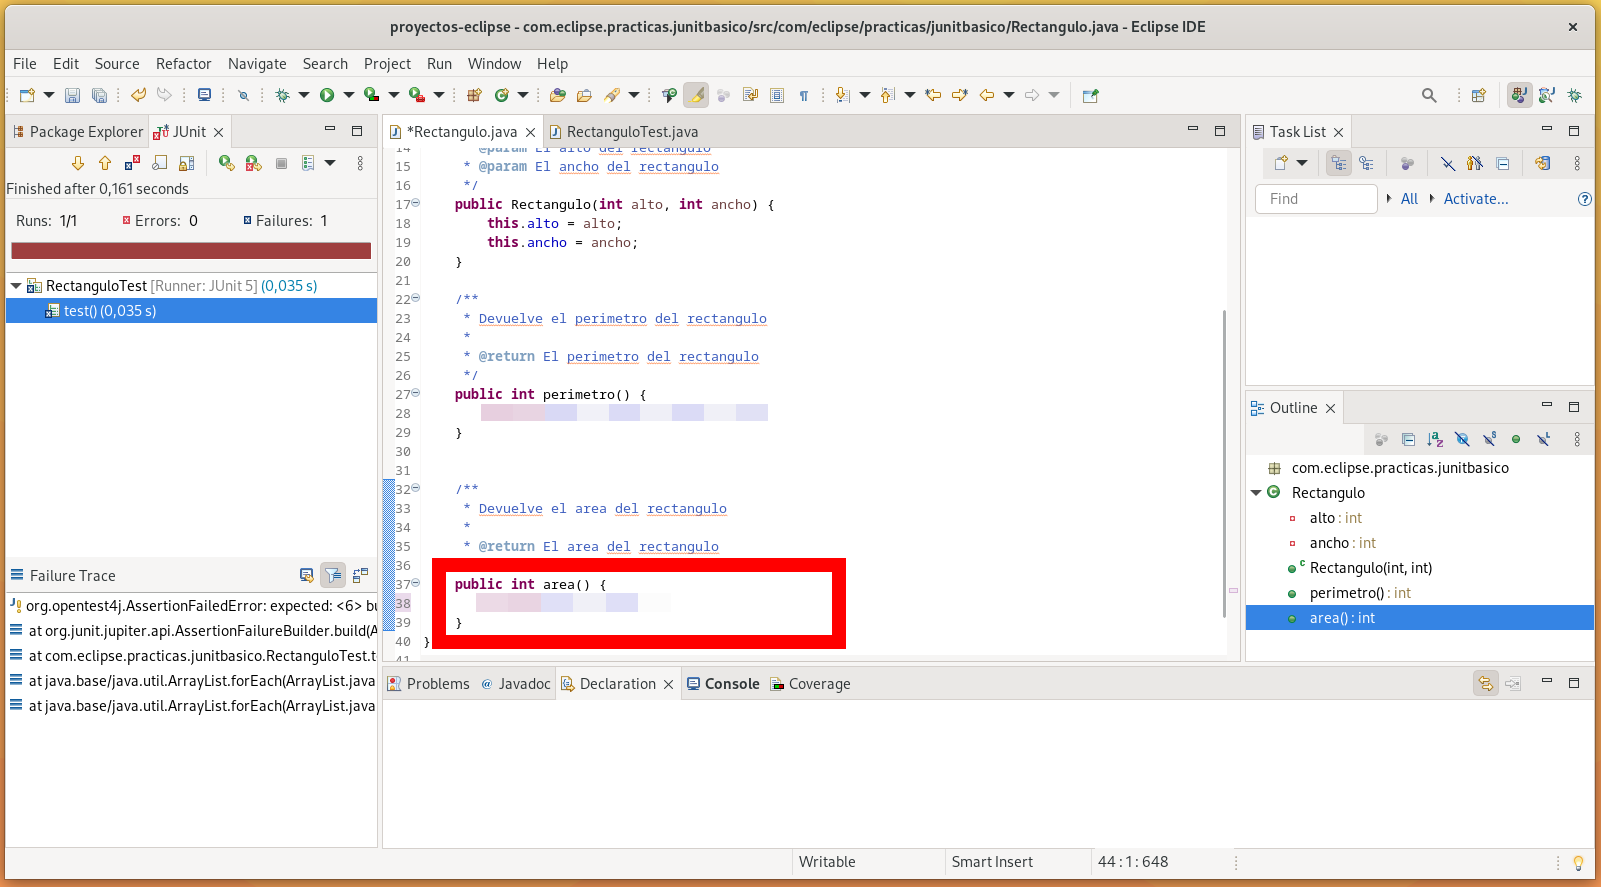 proyectos-eclipse - com.eclipse.practicas.junitbasico/src/com/eclipse/practicas/junitbasico/Rectangulo.java - Eclipse IDE
File Edit Source Refactor Navigate Search Project Run Window Help
Package Explorer JUnit
Finished after 0,161 seconds
Runs: 1/1 Errors: 0 Failures: 1
RectanguloTest [Runner: JUnit 5] (0,035 s)
test() (0,035 s)
Failure Trace
org.opentest4j.AssertionFailedError: expected: <6> bu
at org.junit.jupiter.api.AssertionFailureBuilder.build(A
at com.eclipse.practicas.junitbasico.RectanguloTest.t
at java.base/java.util.ArrayList.forEach(ArrayList.java
at java.base/java.util.ArrayList.forEach(ArrayList.java
*Rectangulo.java RectanguloTest.java
14 * @param El alto del rectangulo
15 * @param El ancho del rectangulo
16 */
17 public Rectangulo(int alto, int ancho) {
18 this.alto = alto;
19 this.ancho = ancho;
20 }
21
22 /**
23 * Devuelve el perimetro del rectangulo
24 *
25 * @return El perimetro del rectangulo
26 */
27 public int perimetro() {
28
29 }
30
31
32 /**
33 * Devuelve el area del rectangulo
34 *
35 * @return El area del rectangulo
36
37 public int area() {
38
39 }
40 }
41
Problems Javadoc Declaration Console Coverage
Task List
Find All Activate...
Outline
com.eclipse.practicas.junitbasico
Rectangulo
alto : int
ancho : int
Rectangulo(int, int)
perimetro() : int
area() : int
Writable Smart Insert 44 : 1 : 648